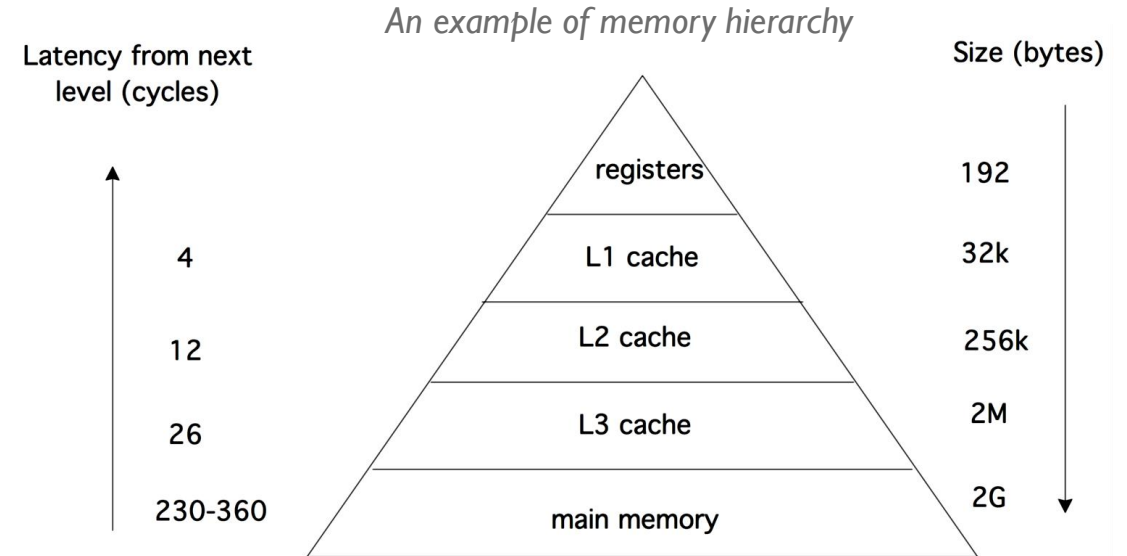 An example of memory hierarchy
Latency from next
level (cycles)
Size (bytes)
registers
192
4
L1 cache
32k
12
L2 cache
256k
26
L3 cache
2M
230-360
main memory
2G